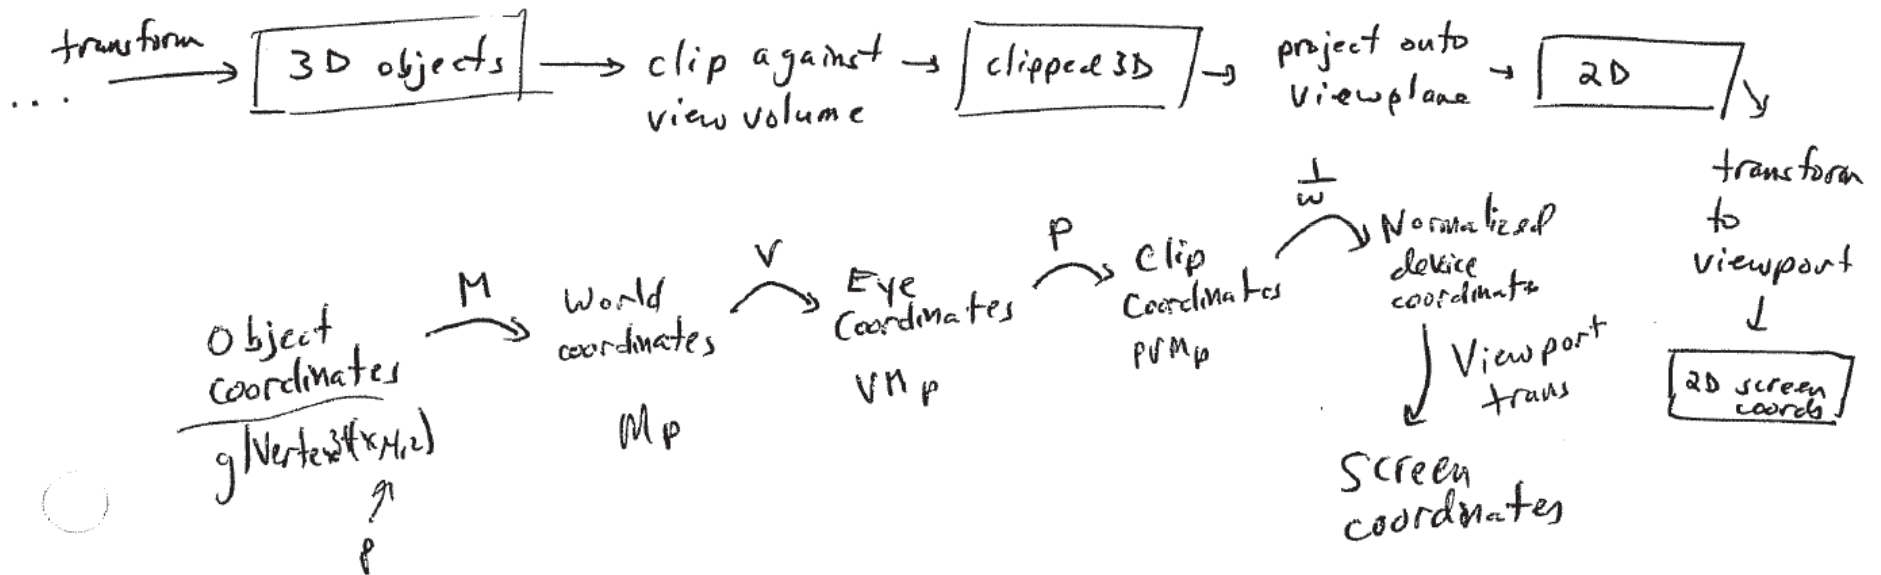 transform
....
3D objects
clip against
view volume
clipped 3D
project onto
viewplane
2D
transform
to
viewport
2D screen
coords
Object
coordinates
glVertex3f(x,y,z)
p
M
World
coordinates
Mp
V
Eye
Coordinates
VMp
P
Clip
Coordinates
PVMp
1
w
Normalized
device
coordinates
Viewport
trans
Screen
coordinates